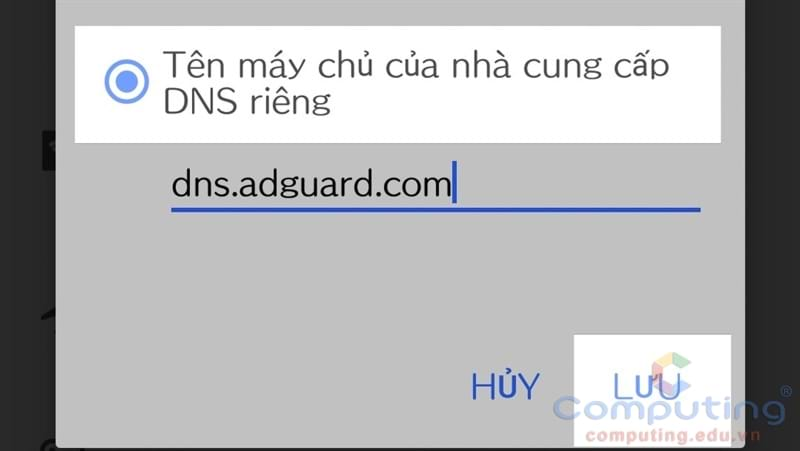 Tên máy chủ của nhà cung cấp
DNS riêng
dns.adguard.com
HỦY LƯU
Computing®
computing.edu.vn